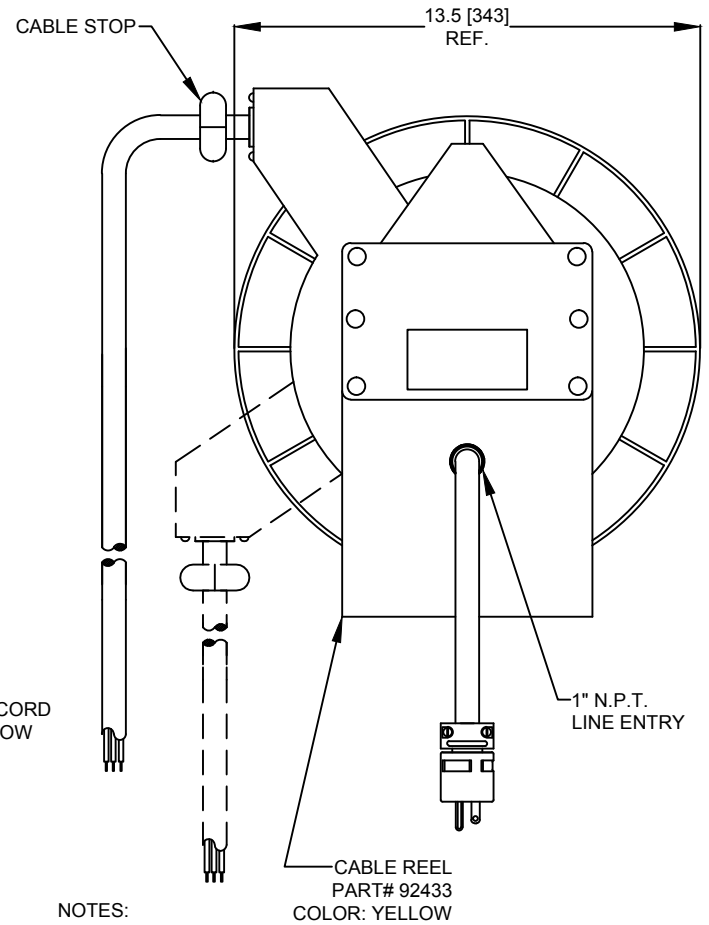 CABLE STOP
13.5 [343]
REF.
CORD
OW
1" N.P.T.
LINE ENTRY
CABLE REEL
PART# 92433
COLOR: YELLOW
NOTES: